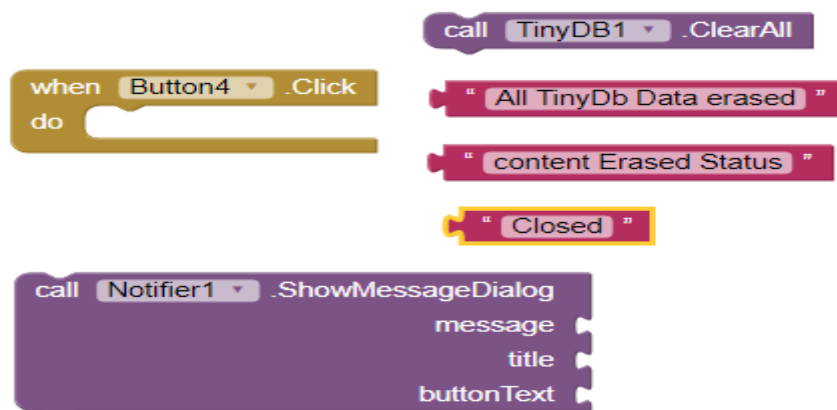 call TinyDB1 .ClearAll
when Button4 .Click
do
“ All TinyDb Data erased ”
“ content Erased Status ”
“ Closed ”
call Notifier1 .ShowMessageDialog
message
title
buttonText